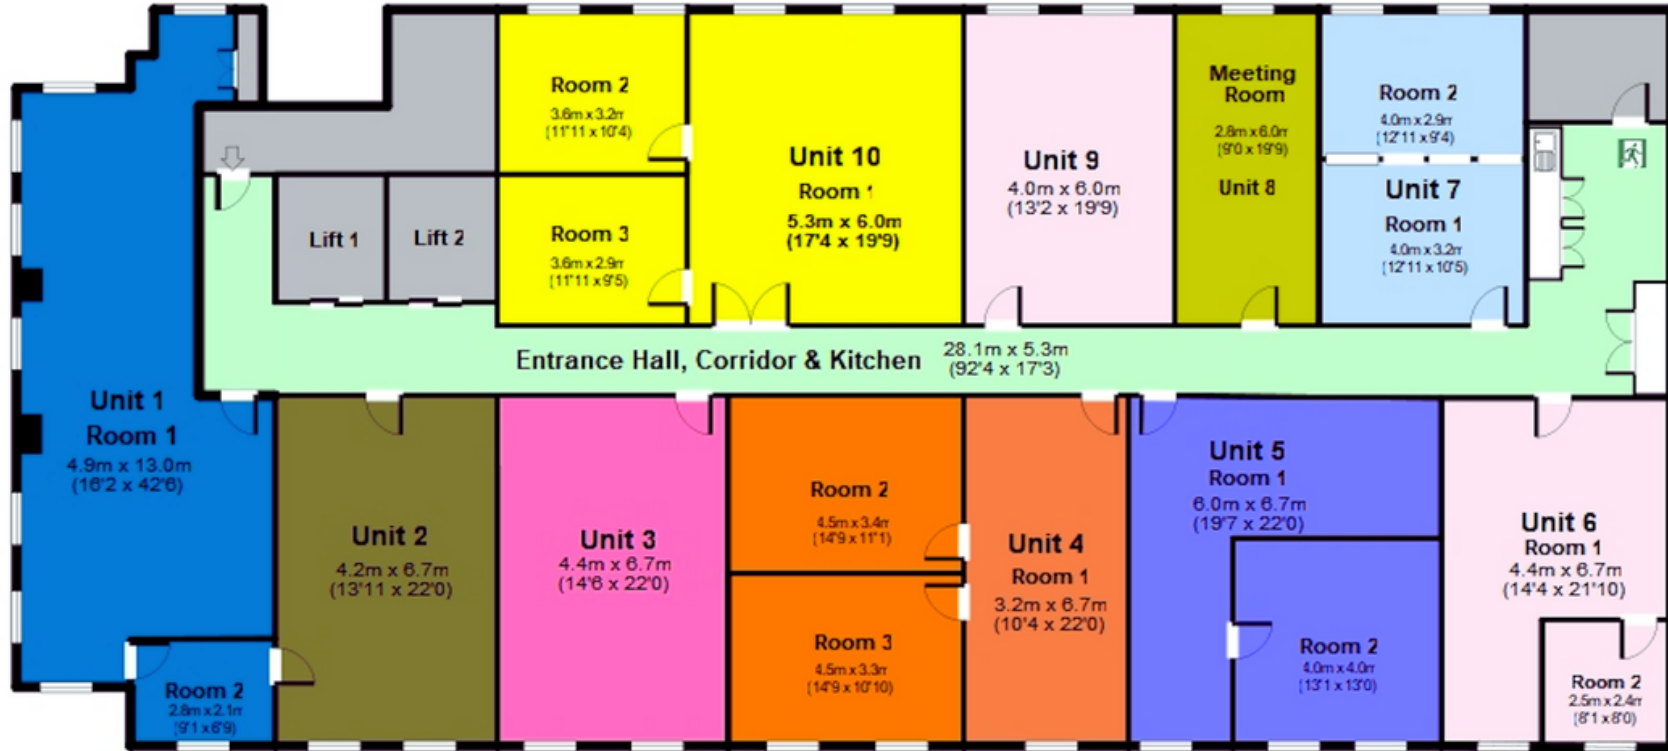 Room 2
3.6m x 3.2m
(11'11 x 10'4)
Unit 10
Room 1
5.3m x 6.0m
(17'4 x 19'9)
Room 3
3.6m x 2.9m
(11'11 x 9'5)
Unit 9
4.0m x 6.0m
(13'2 x 19'9)
Meeting
Room
2.8m x 6.0m
(9'0 x 19'9)
Unit 8
Room 2
4.0m x 2.9m
(12'11 x 9'4)
Unit 7
Room 1
4.0m x 3.2m
(12'11 x 10'5)
Lift 1
Lift 2
Entrance Hall, Corridor & Kitchen
28.1m x 5.3m
(92'4 x 17'3)
Unit 1
Room 1
4.9m x 13.0m
(16'2 x 42'6)
Room 2
2.8m x 2.1m
(9'1 x 6'9)
Unit 2
4.2m x 6.7m
(13'11 x 22'0)
Unit 3
4.4m x 6.7m
(14'6 x 22'0)
Room 2
4.5m x 3.4m
(14'9 x 11'1)
Room 3
4.5m x 3.3m
(14'9 x 10'10)
Unit 4
Room 1
3.2m x 6.7m
(10'4 x 22'0)
Unit 5
Room 1
6.0m x 6.7m
(19'7 x 22'0)
Room 2
4.0m x 4.0m
(13'1 x 13'0)
Unit 6
Room 1
4.4m x 6.7m
(14'4 x 21'10)
Room 2
2.5m x 2.4m
(8'1 x 8'0)